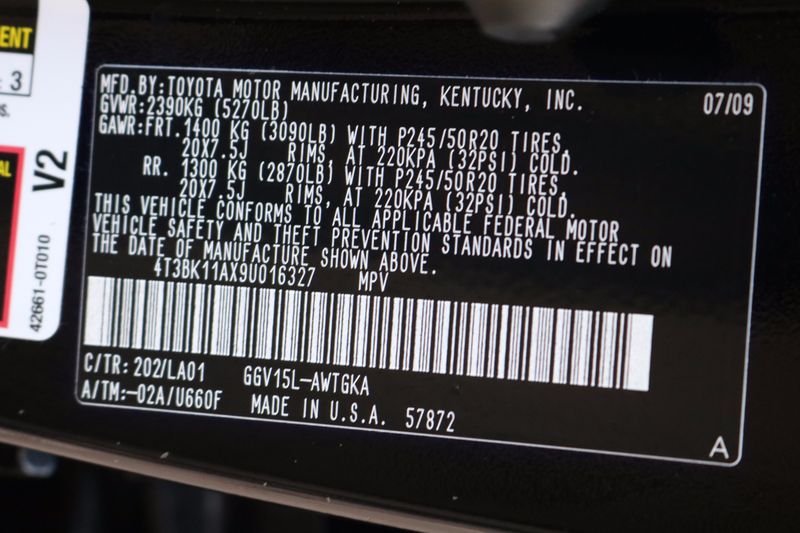 ENT
3
s.
AL
V2
42661-0T010
MFD.BY:TOYOTA MOTOR MANUFACTURING, KENTUCKY, INC. 07/09
GVWR:2390KG (5270LB)
GAWR:FRT.1400 KG (3090LB) WITH P245/50R20 TIRES,
20X7.5J RIMS, AT 220KPA (32PSI) COLD.
RR. 1300 KG (2870LB) WITH P245/50R20 TIRES,
20X7.5J RIMS, AT 220KPA (32PSI) COLD.
THIS VEHICLE CONFORMS TO ALL APPLICABLE FEDERAL MOTOR
VEHICLE SAFETY AND THEFT PREVENTION STANDARDS IN EFFECT ON
THE DATE OF MANUFACTURE SHOWN ABOVE.
4T3BK11AX9U016327 MPV
C/TR:202/LA01 GGV15L-AWTGKA
A/TM:-02A/U660F MADE IN U.S.A. 57872
A